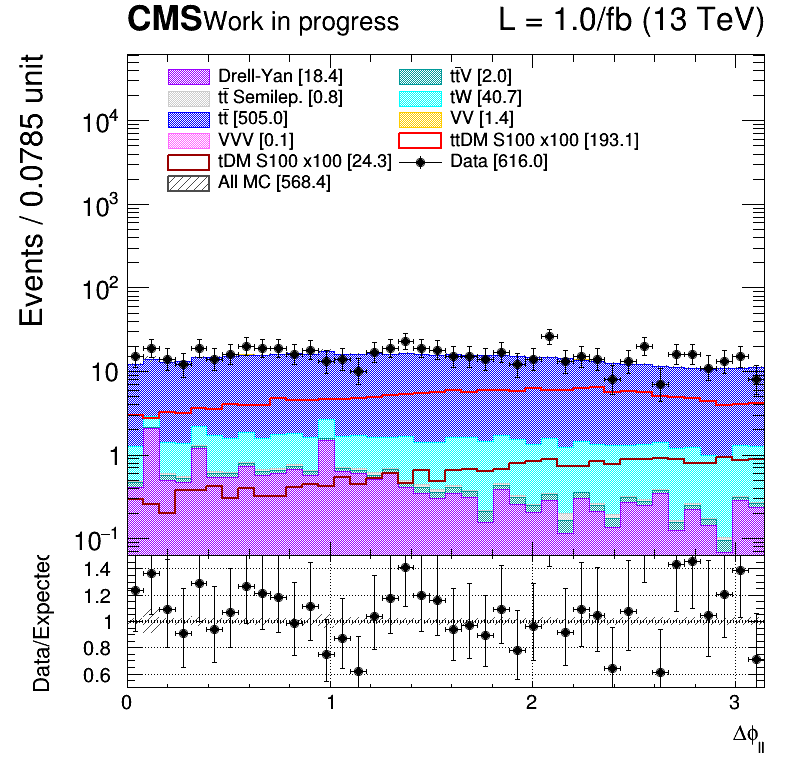 CMS Work in progress L = 1.0/fb (13 TeV)
Drell-Yan [18.4] tt̄V [2.0]
tt̄ Semilep. [0.8] tW [40.7]
tt̄ [505.0] VV [1.4]
VVV [0.1] ttDM S100 x100 [193.1]
tDM S100 x100 [24.3] Data [616.0]
All MC [568.4]
Events / 0.0785 unit
10⁴
10³
10²
10
1
10⁻¹
Data/Expected
1.4
1.2
1
0.8
0.6
0 1 2 3
Δϕ_ll